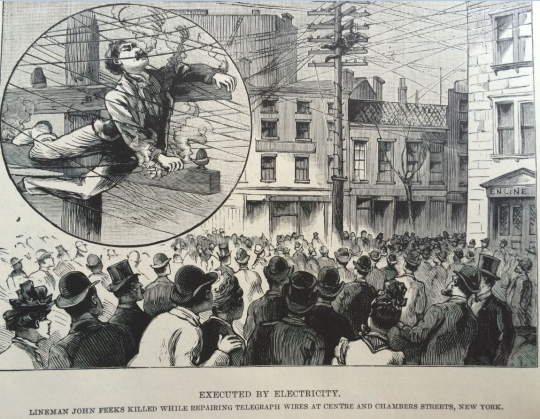 ENGINE
EXECUTED BY ELECTRICITY.
LINEMAN JOHN FEEKS KILLED WHILE REPAIRING TELEGRAPH WIRES AT CENTRE AND CHAMBERS STREETS, NEW YORK.